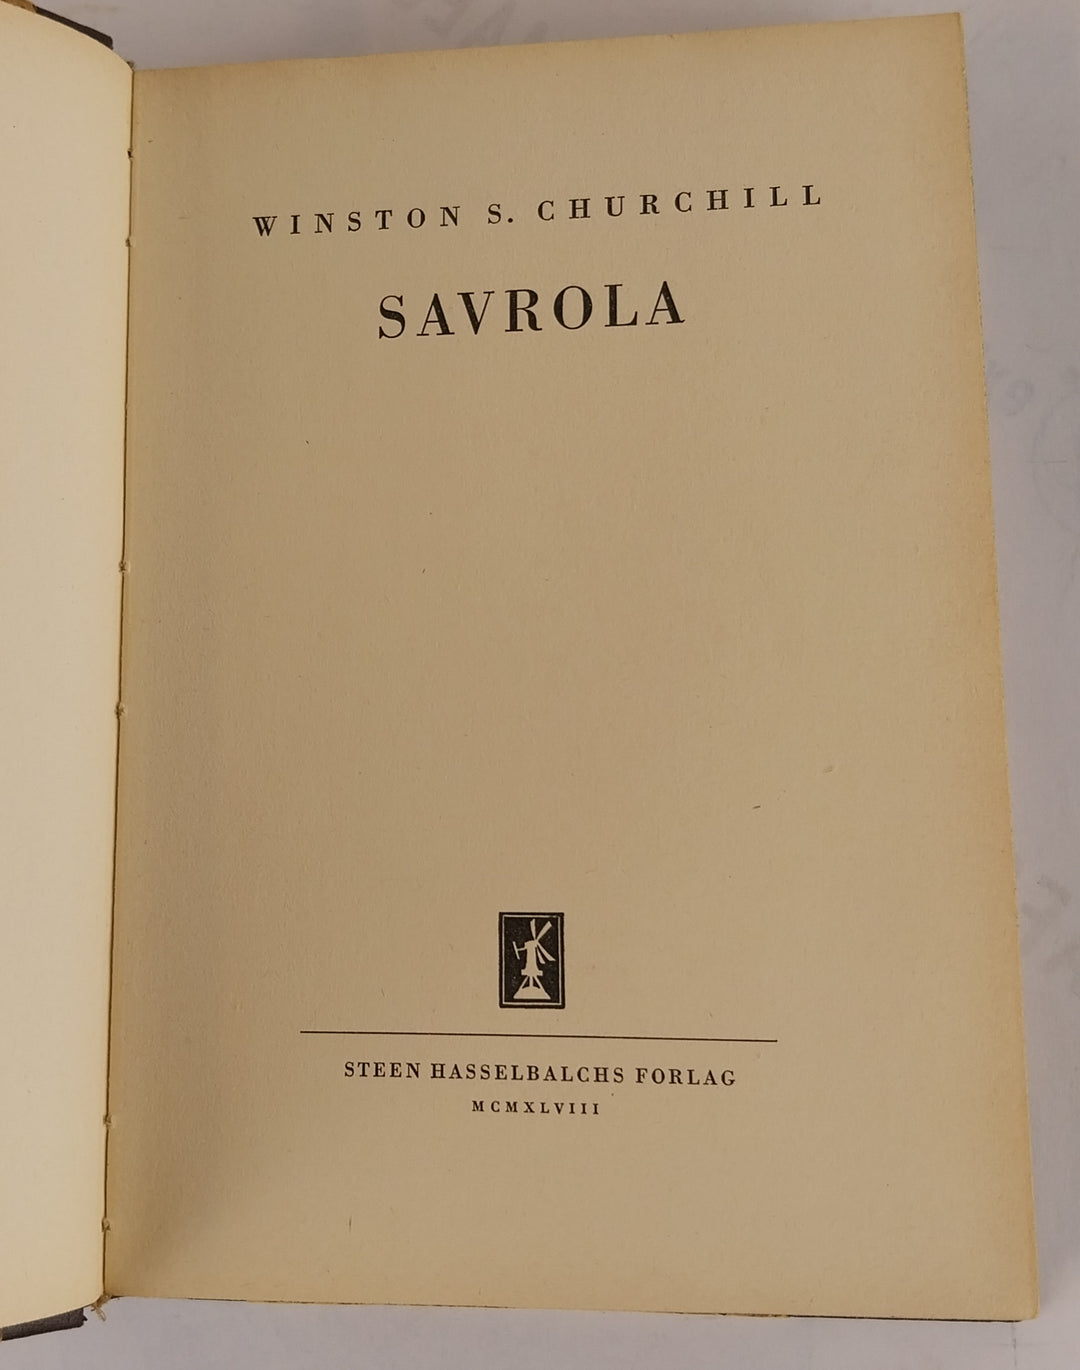 WINSTON S. CHURCHILL
SAVROLA
STEEN HASSELBALCHS FORLAG
MCMXLVIII